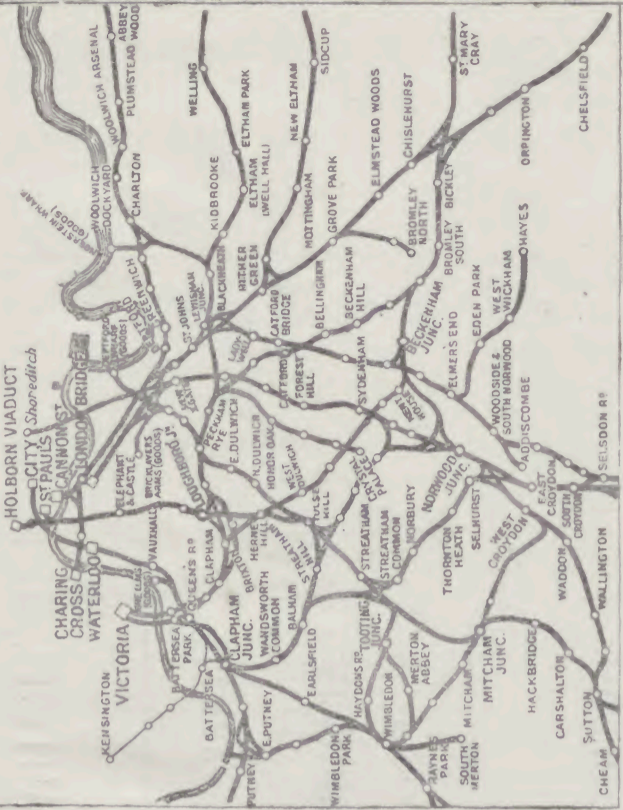 HOLBORN VIADUCT
CITY
Shoreditch
ST PAULS
CANNON ST
LONDON BRIDGE
CHARING
CROSS
WATERLOO
VICTORIA
KENSINGTON
ELEPHANT
& CASTLE
BRICKLAYERS
ARMS (GOODS)
VAUXHALL
BATTERSEA
PARK
QUEEN'S RD
CLAPHAM
BRIXTON
LOUGHBORO' JN
BATTERSEA
CLAPHAM
JUNC.
WANDSWORTH
COMMON
BALHAM
HERNE
HILL
STREATHAM
HILL
TULSE
HILL
WEST
DULWICH
N. DULWICH
HONOR OAK
E. DULWICH
PECKHAM
RYE
FOREST
HILL
CATFORD
CATFORD
BRIDGE
LADY
WELL
ST JOHNS
LEWISHAM
JUNC.
BLACKHEATH
HITHER
GREEN
GREENWICH
(GOODS)
WOOLWICH
DOCKYARD
CHARLTON
WOOLWICH ARSENAL
PLUMSTEAD
ABBEY
WOOD
WELLING
ELTHAM PARK
ELTHAM
(WELL HALL)
KIDBROOKE
SIDCUP
NEW ELTHAM
MOTTINGHAM
GROVE PARK
ELMSTEAD WOODS
CHISLEHURST
ST MARY
CRAY
BICKLEY
ORPINGTON
CHELSFIELD
BROMLEY
NORTH
BROMLEY
SOUTH
BELLINGHAM
BECKENHAM
HILL
BECKENHAM
JUNC.
SYDENHAM
KENT
HOUSE
CRYSTAL
PALACE
ELMERS END
EDEN PARK
WEST
WICKHAM
HAYES
WOODSIDE &
SOUTH NORWOOD
ADDISCOMBE
SELSDON RD
NORWOOD
JUNC.
EAST
CROYDON
SOUTH
CROYDON
WEST
CROYDON
SELHURST
THORNTON
HEATH
NORBURY
STREATHAM
COMMON
STREATHAM
TOOTING
JUNC.
HAYDONS RD
MERTON
ABBEY
WIMBLEDON
MITCHAM
MITCHAM
JUNC.
HACKBRIDGE
CARSHALTON
WADDON
WALLINGTON
SUTTON
CHEAM
EARLSFIELD
E. PUTNEY
PUTNEY
WIMBLEDON
PARK
RAYNES
PARK
SOUTH
MERTON